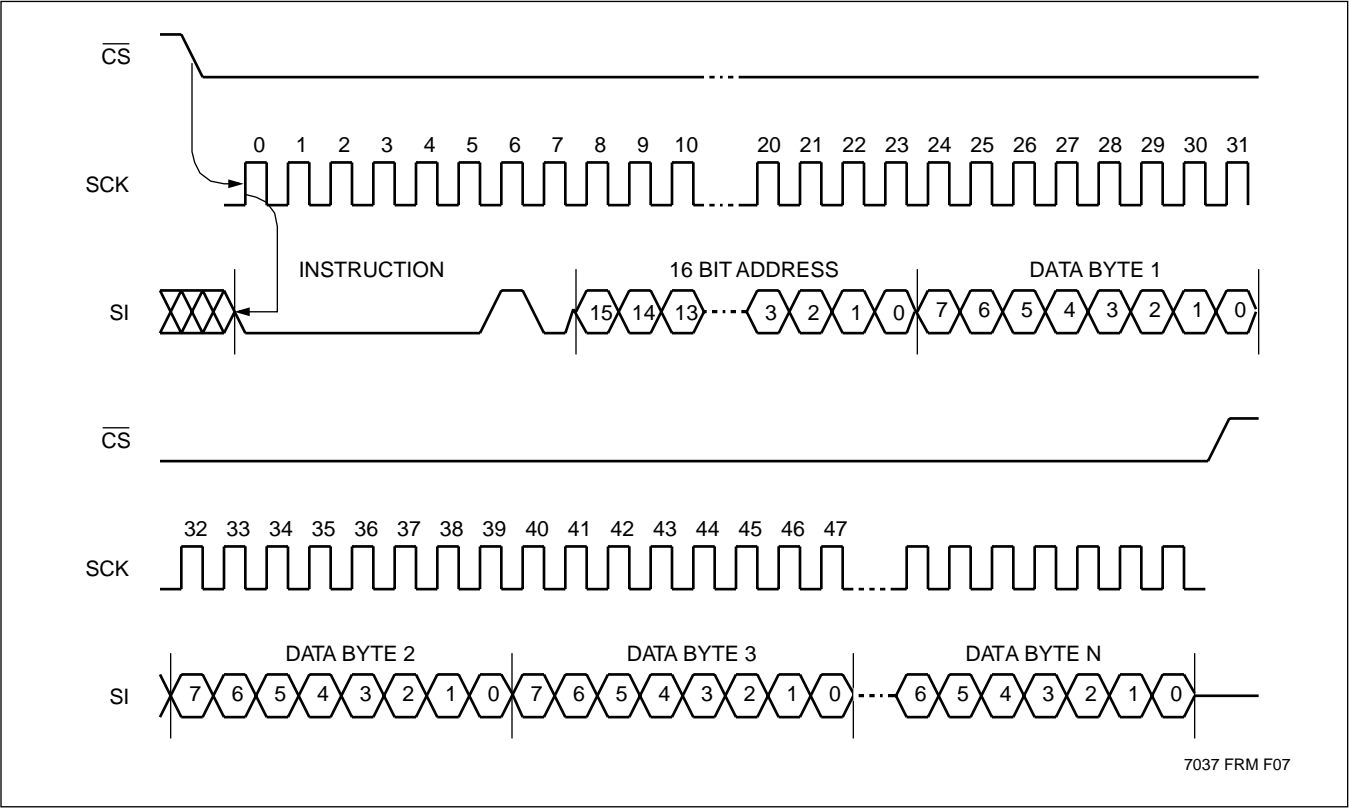 CS
0 1 2 3 4 5 6 7 8 9 10 20 21 22 23 24 25 26 27 28 29 30 31
SCK
INSTRUCTION 16 BIT ADDRESS DATA BYTE 1
SI 15 14 13 3 2 1 0 7 6 5 4 3 2 1 0
CS
32 33 34 35 36 37 38 39 40 41 42 43 44 45 46 47
SCK
DATA BYTE 2 DATA BYTE 3 DATA BYTE N
SI 7 6 5 4 3 2 1 0 7 6 5 4 3 2 1 0 6 5 4 3 2 1 0
7037 FRM F07